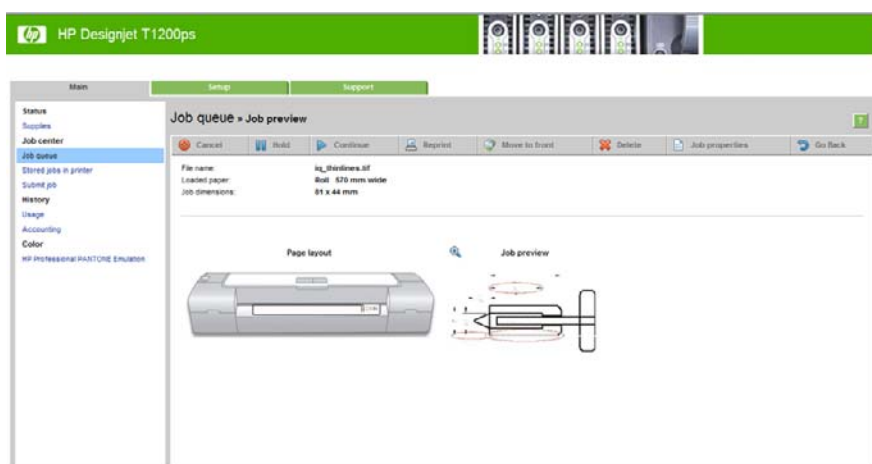 hp HP Designjet T1200ps
Main Setup Support
Status
Supplies
Job center
Job queue
Stored jobs in printer
Submit job
History
Usage
Accounting
Color
HP Professional PANTONE Emulation
Job queue » Job preview
?
Cancel Hold Continue Reprint Move to front Delete Job properties Go Back
File name: iq_thinlines.tif
Loaded paper: Roll 570 mm wide
Job dimensions: 81 x 44 mm
Page layout
Job preview